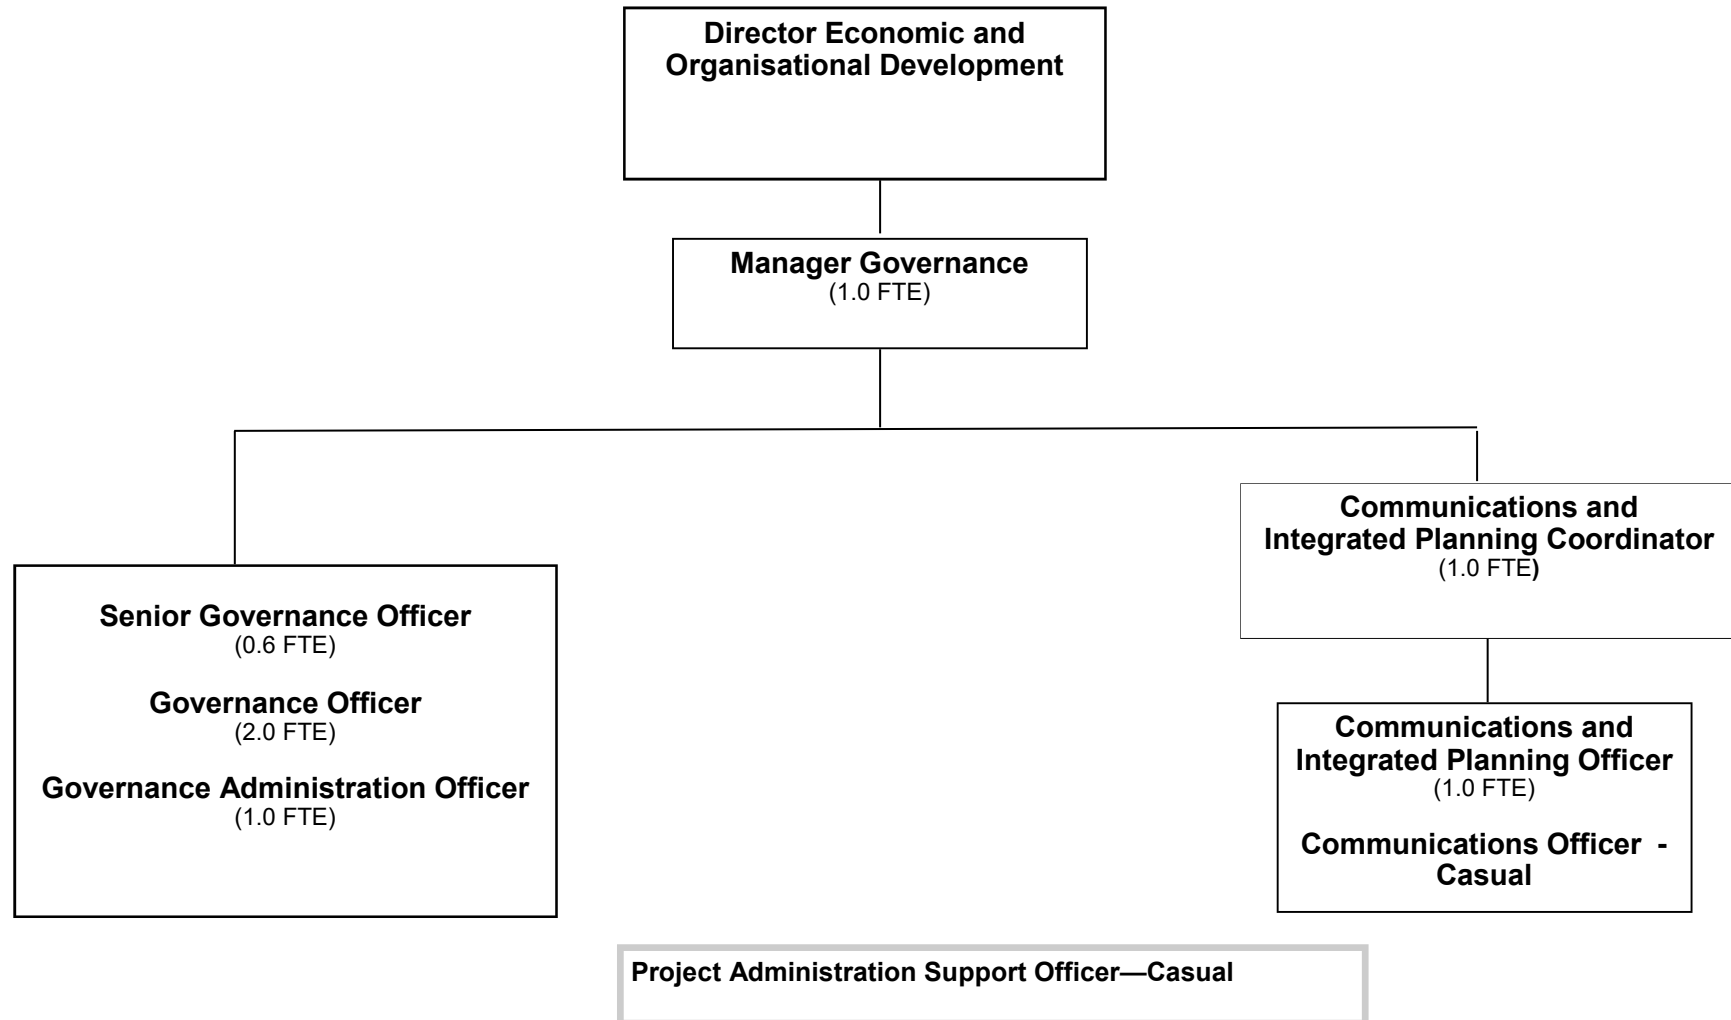 Director Economic and
Organisational Development
Manager Governance
(1.0 FTE)
Senior Governance Officer
(0.6 FTE)
Governance Officer
(2.0 FTE)
Governance Administration Officer
(1.0 FTE)
Communications and
Integrated Planning Coordinator
(1.0 FTE)
Communications and
Integrated Planning Officer
(1.0 FTE)
Communications Officer -
Casual
Project Administration Support Officer—Casual